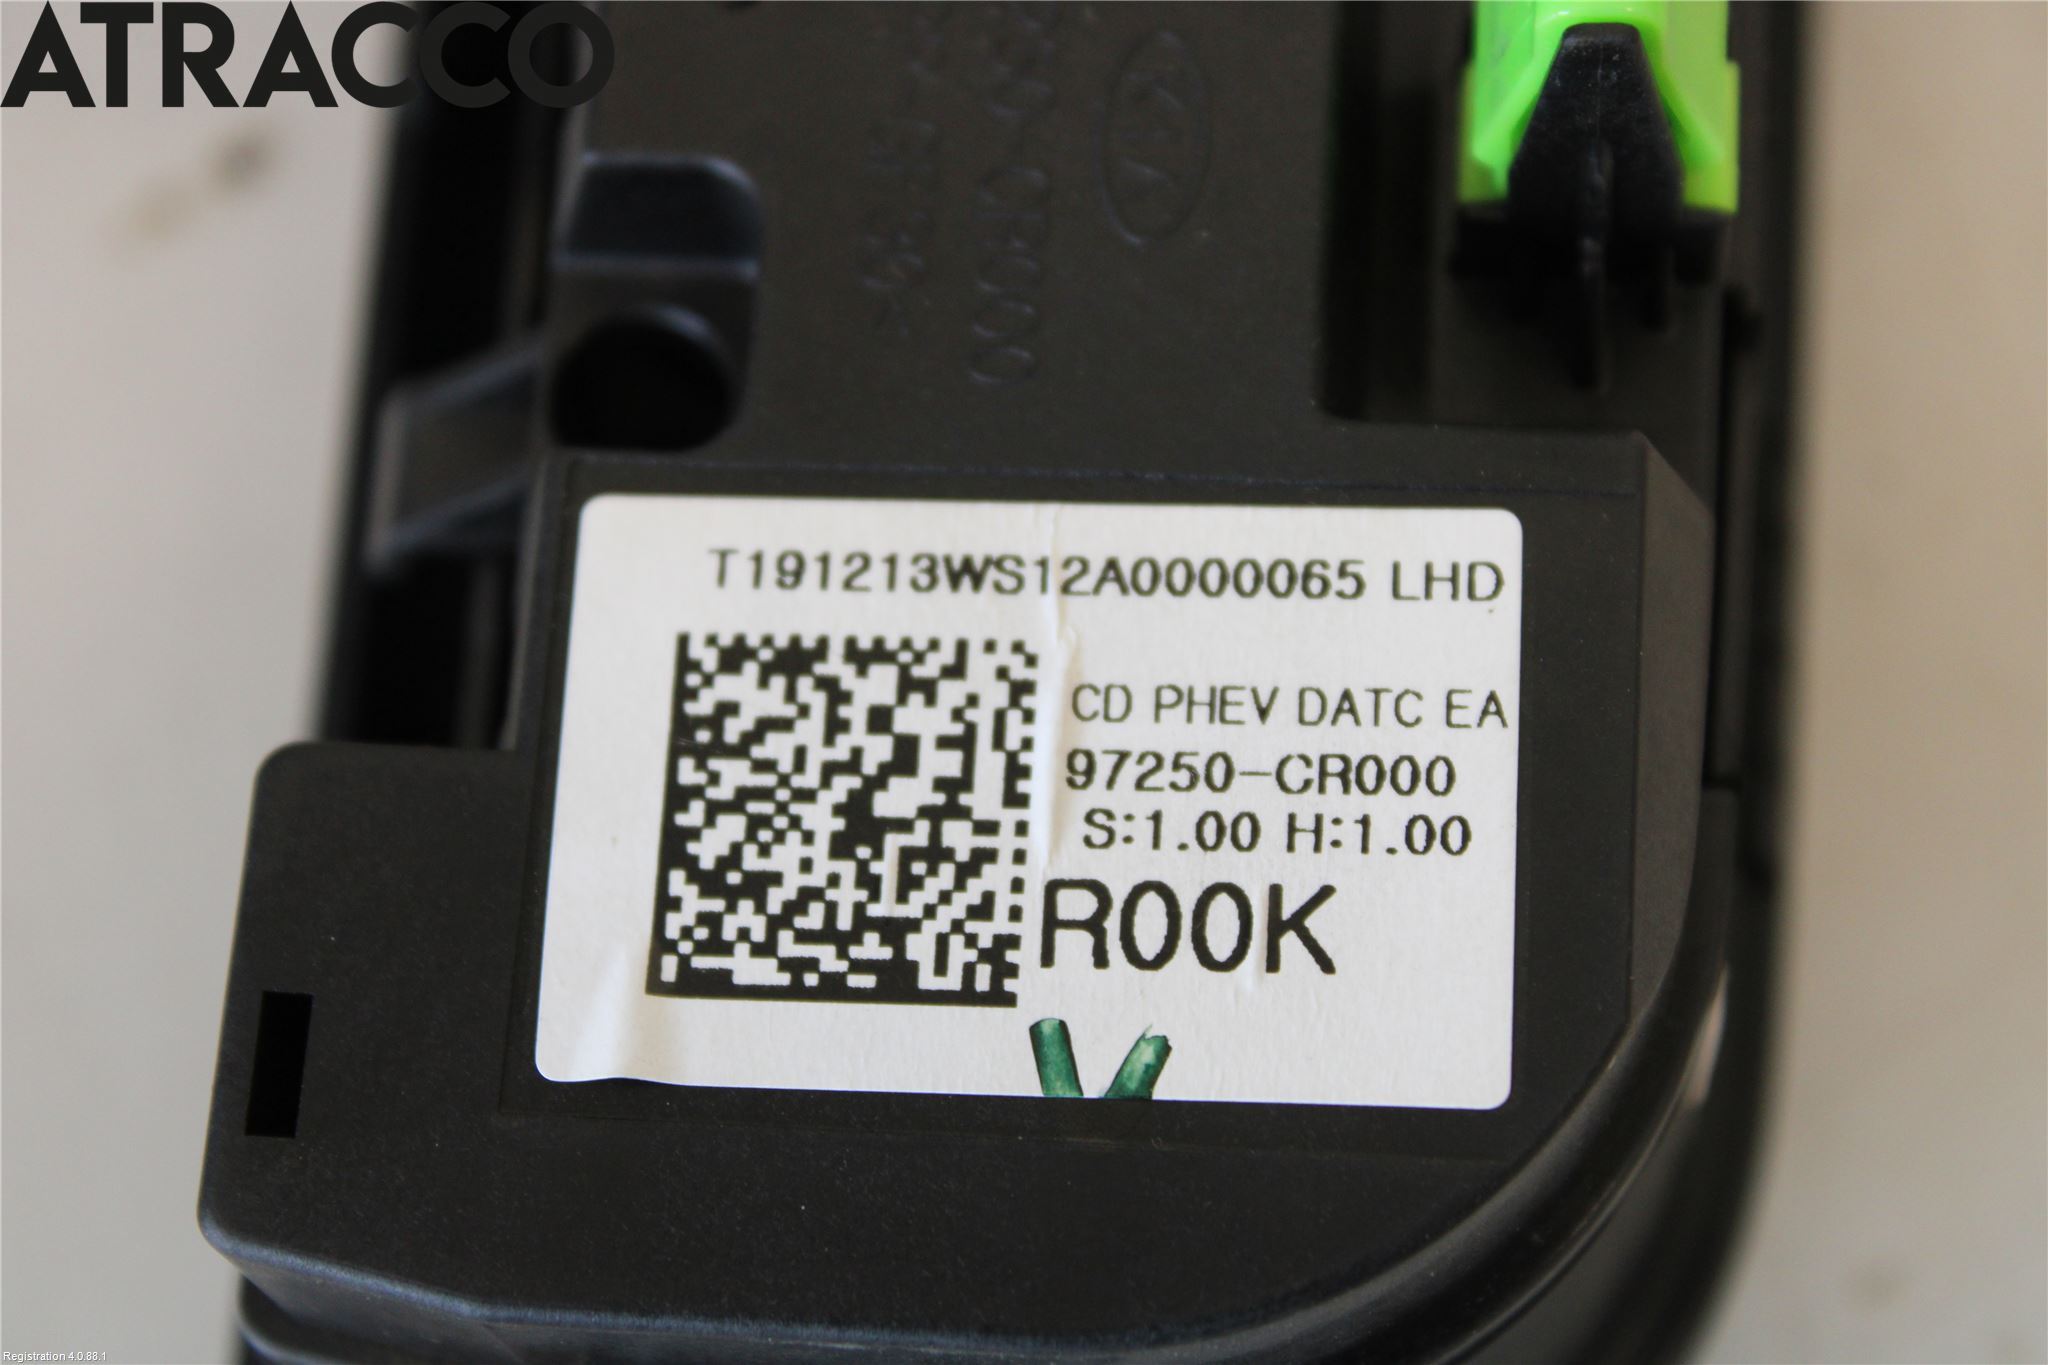 ATRACCO
KIA
T191213WS12A0000065 LHD
CD PHEV DATC EA
97250-CR000
S:1.00 H:1.00
R00K
Registration 4.0.88.1